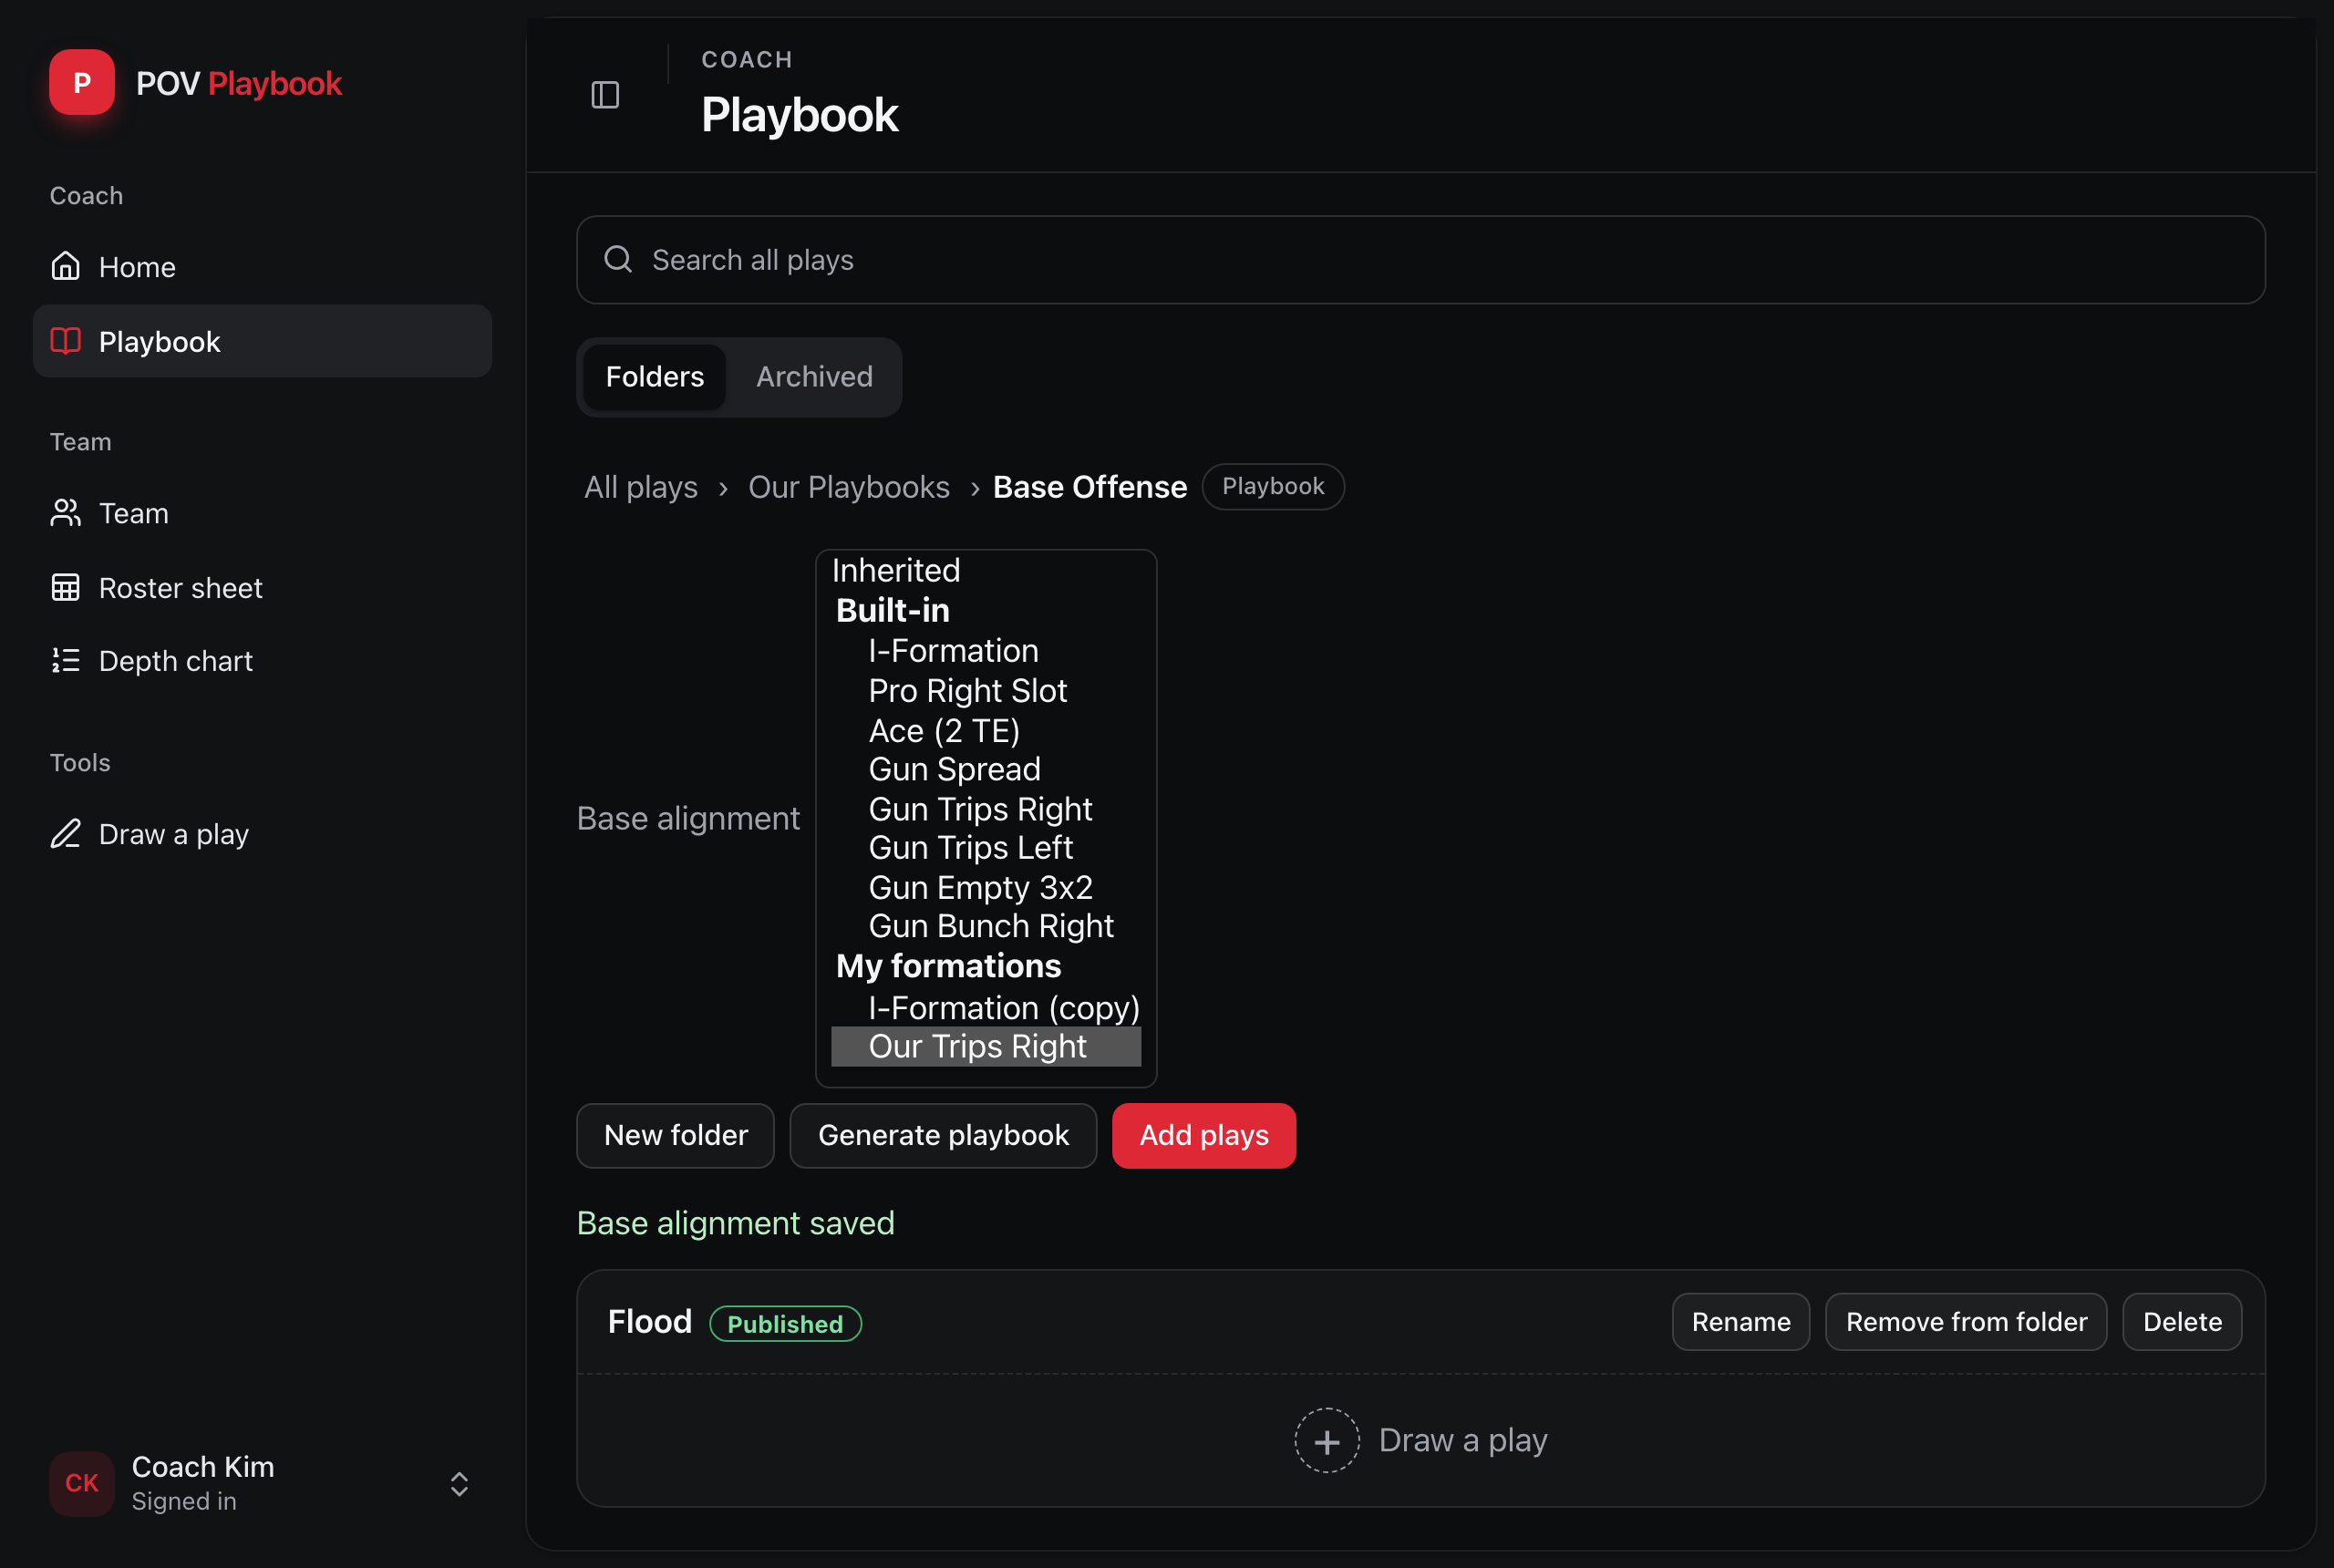 P
POV Playbook
Coach
Home
Playbook
Team
Team
Roster sheet
Depth chart
Tools
Draw a play
CK
Coach Kim
Signed in
COACH
Playbook
Search all plays
Folders
Archived
All plays › Our Playbooks › Base Offense Playbook
Base alignment
Inherited
Built-in
I-Formation
Pro Right Slot
Ace (2 TE)
Gun Spread
Gun Trips Right
Gun Trips Left
Gun Empty 3x2
Gun Bunch Right
My formations
I-Formation (copy)
Our Trips Right
New folder
Generate playbook
Add plays
Base alignment saved
Flood Published
Rename
Remove from folder
Delete
Draw a play